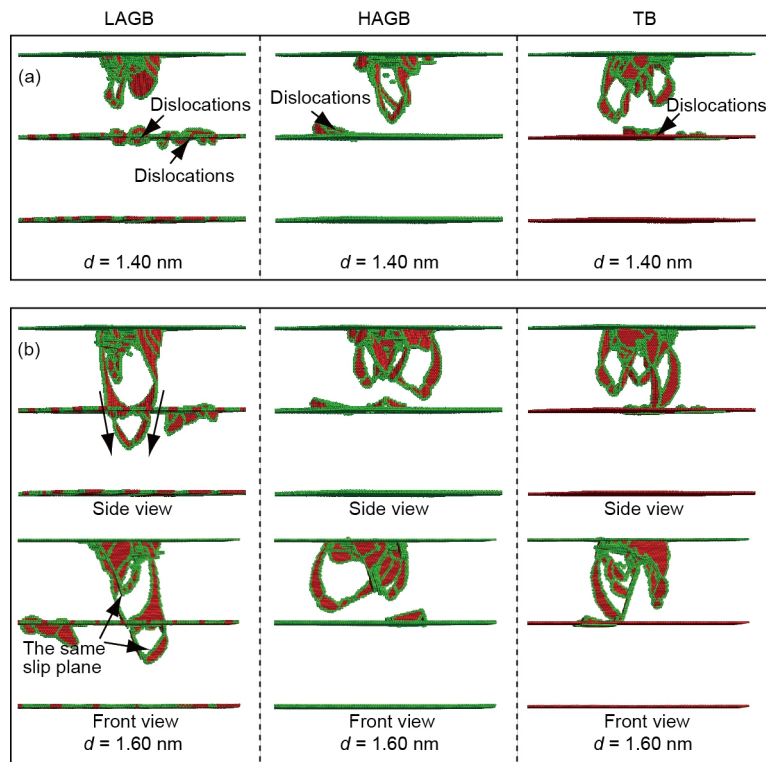 LAGB HAGB TB
(a)
Dislocations
Dislocations
Dislocations
Dislocations
d = 1.40 nm d = 1.40 nm d = 1.40 nm
(b)
Side view Side view Side view
The same
slip plane
Front view Front view Front view
d = 1.60 nm d = 1.60 nm d = 1.60 nm